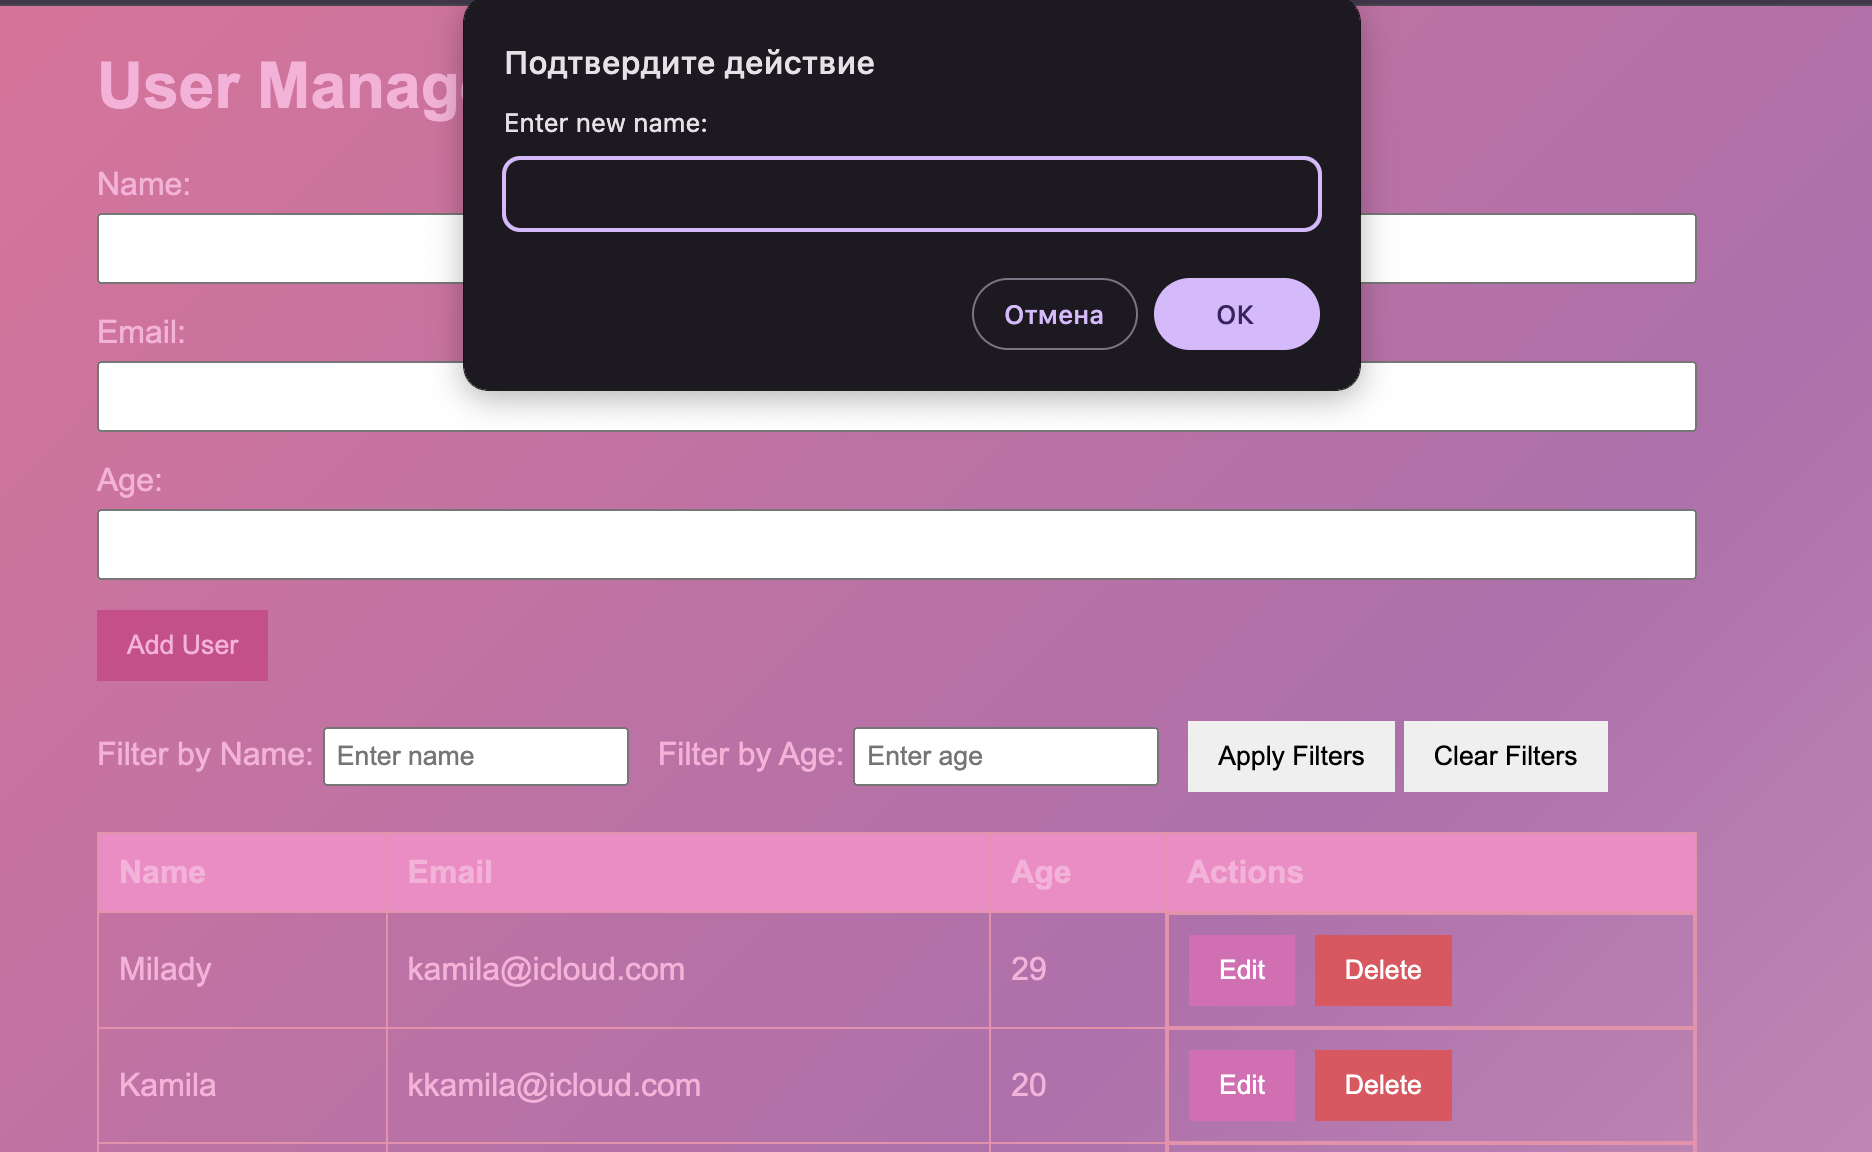 User Manag
Подтвердите действие
Enter new name:
Отмена
OK
Name:
Email:
Age:
Add User
Filter by Name: Enter name Filter by Age: Enter age Apply Filters Clear Filters
Name Email Age Actions
Milady kamila@icloud.com 29 Edit Delete
Kamila kkamila@icloud.com 20 Edit Delete